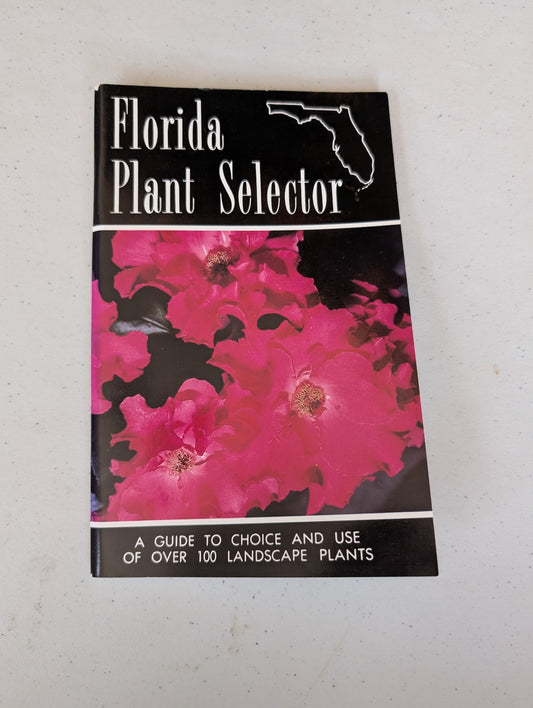 Florida
Plant Selector
A GUIDE TO CHOICE AND USE
OF OVER 100 LANDSCAPE PLANTS